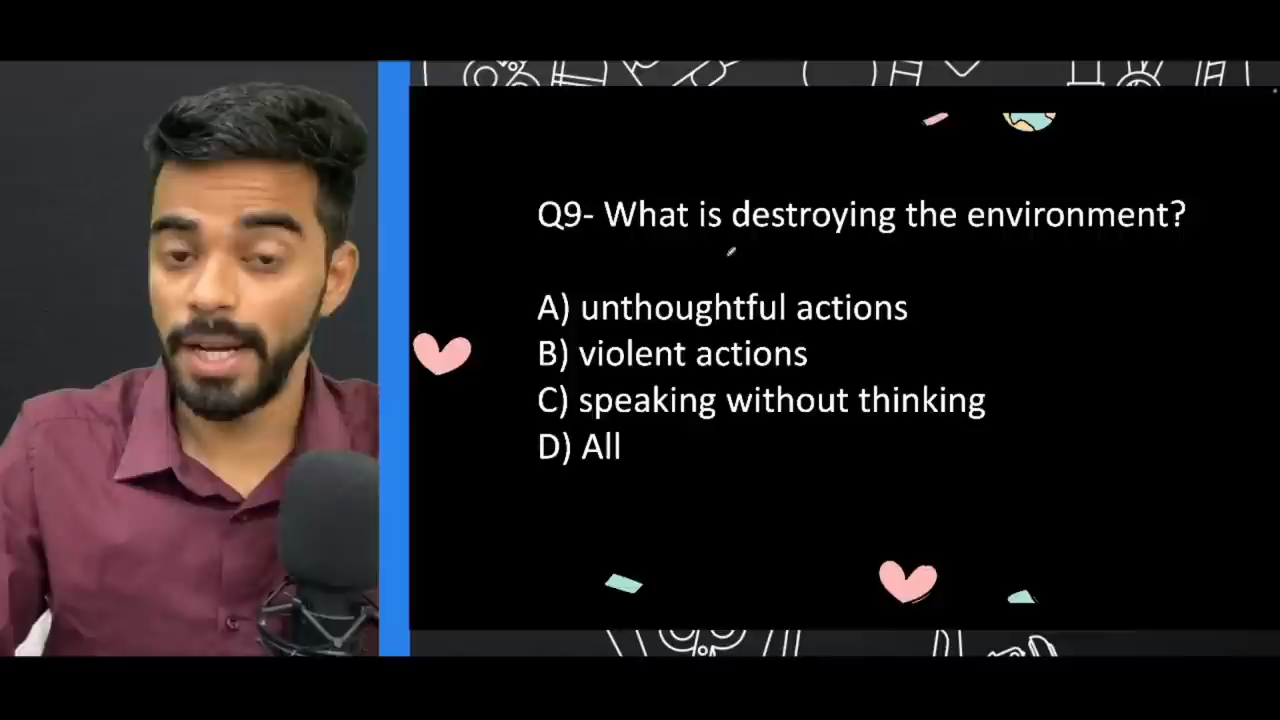 Q9- What is destroying the environment?
A) unthoughtful actions
B) violent actions
C) speaking without thinking
D) All